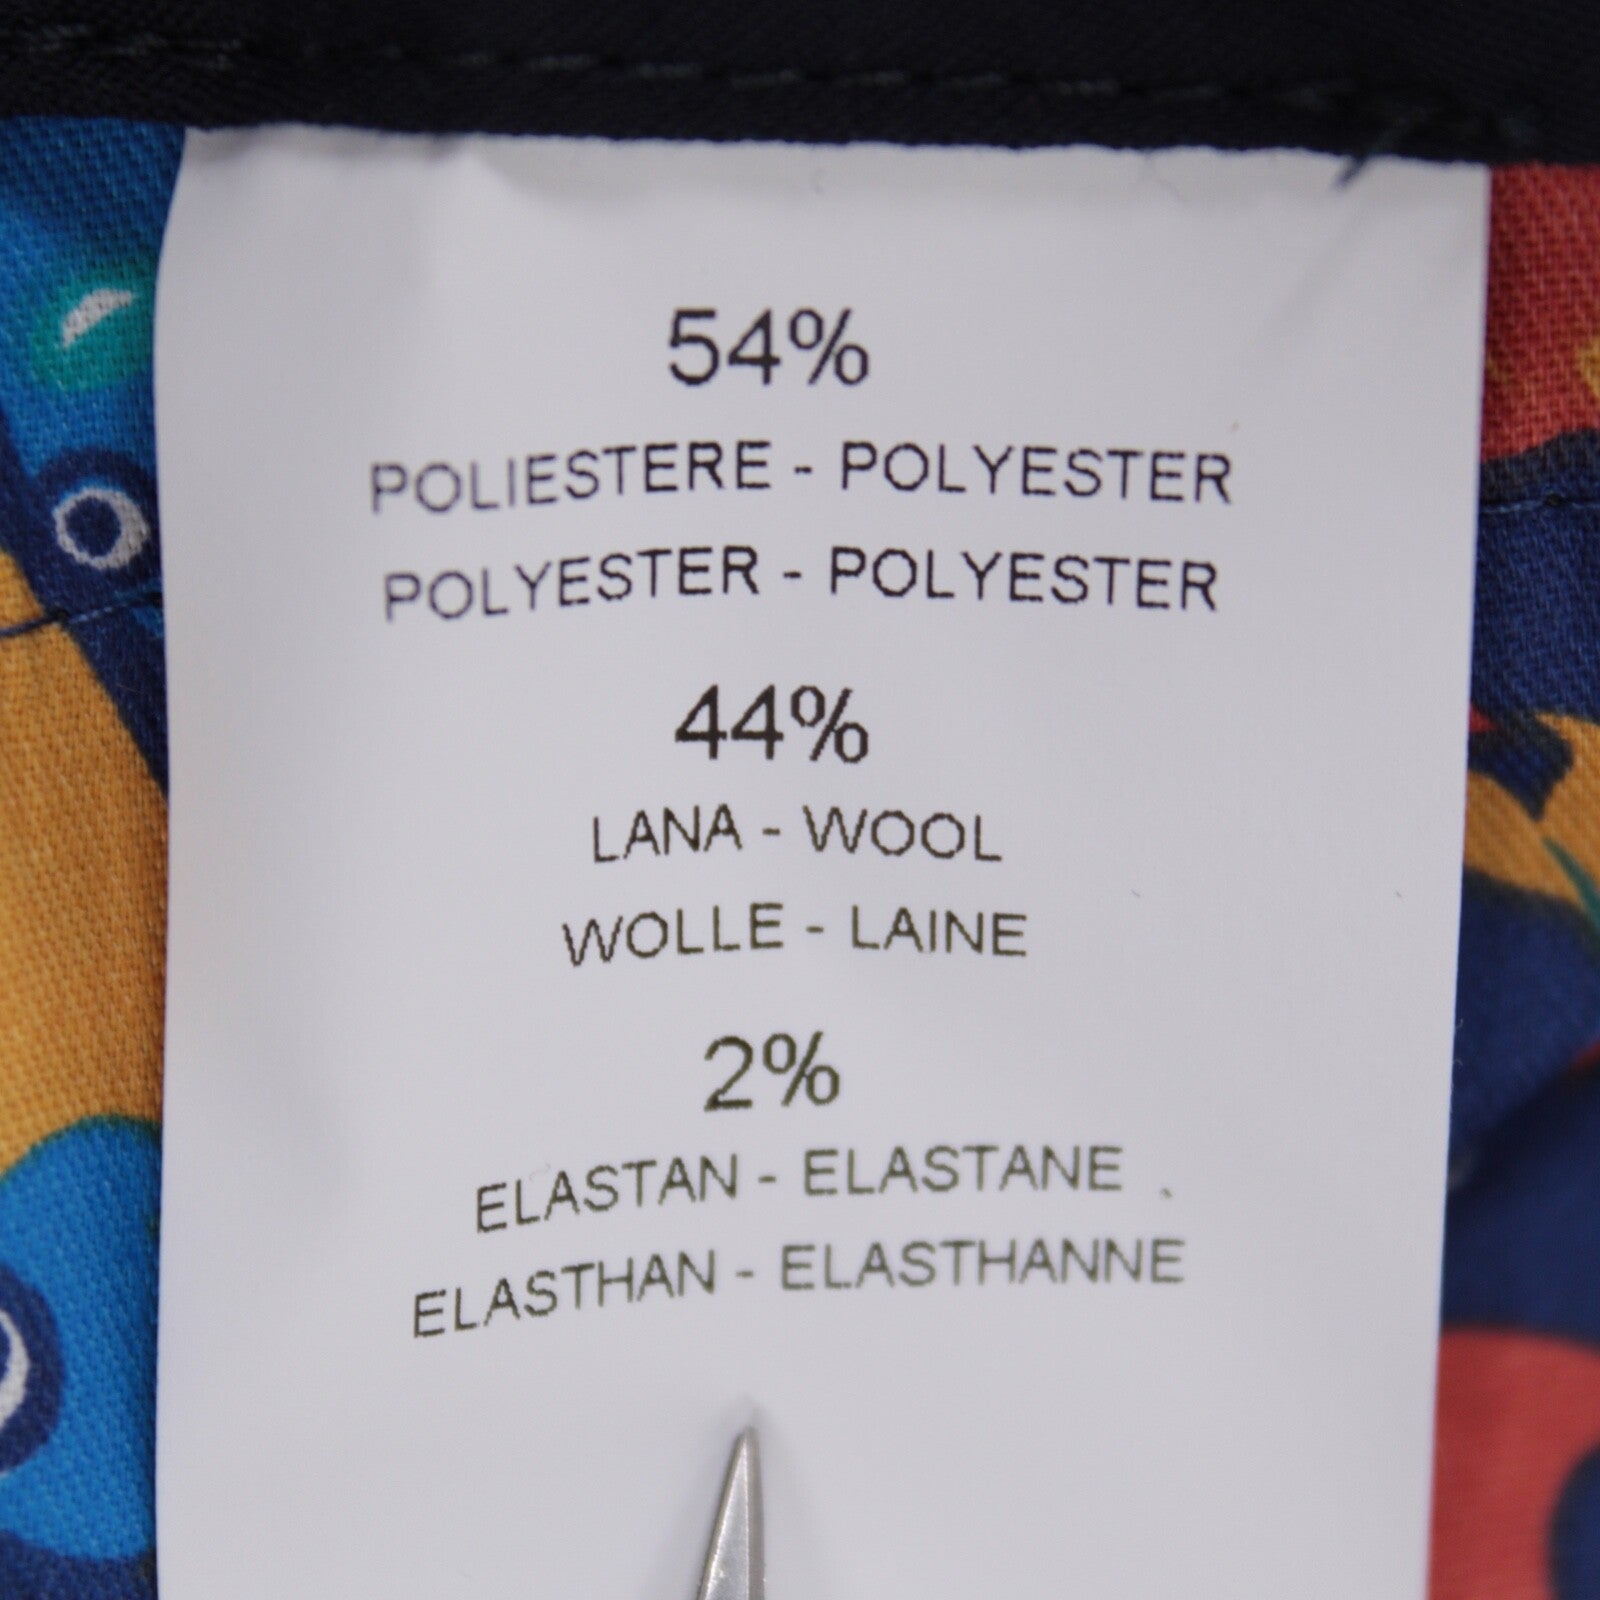 54%
POLIESTERE - POLYESTER
POLYESTER - POLYESTER
44%
LANA - WOOL
WOLLE - LAINE
2%
ELASTAN - ELASTANE
ELASTHAN - ELASTHANNE